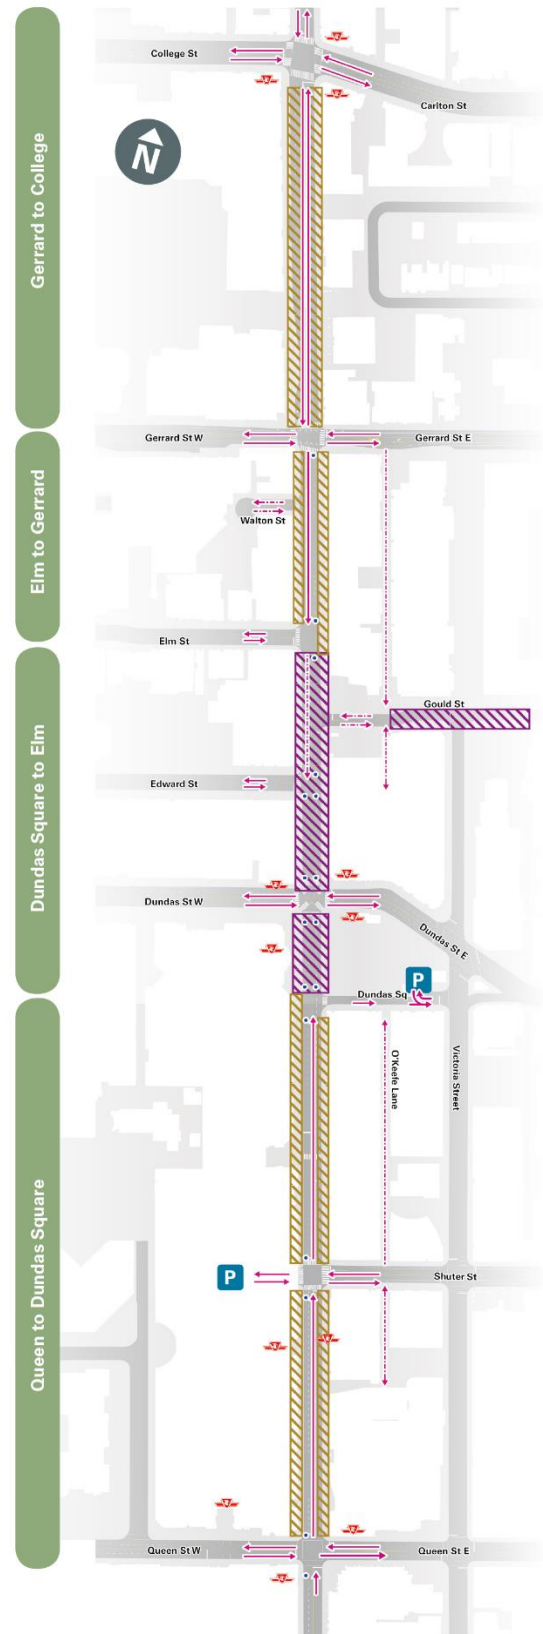 Gerrard to College
College St
Carlton St
N
Gerrard St W
Gerrard St E
Elm to Gerrard
Walton St
Elm St
Dundas Square to Elm
Gould St
Edward St
Dundas St W
Dundas St E
P
Dundas Sq
O'Keefe Lane
Victoria Street
Queen to Dundas Square
P
Shuter St
Queen St W
Queen St E